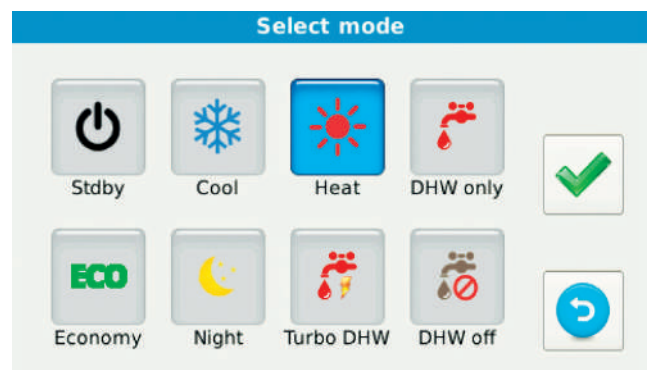 Select mode
Stdby Cool Heat DHW only
ECO
Economy Night Turbo DHW DHW off